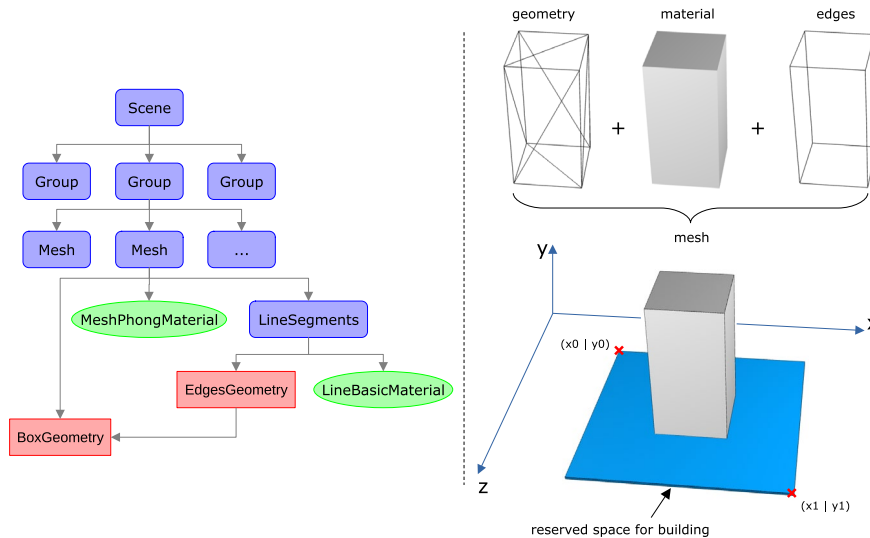 Scene
Group
Group
Group
Mesh
Mesh
...
MeshPhongMaterial
LineSegments
EdgesGeometry
LineBasicMaterial
BoxGeometry
geometry
material
edges
+
+
mesh
y
x
(x0 | y0)
z
(x1 | y1)
reserved space for building